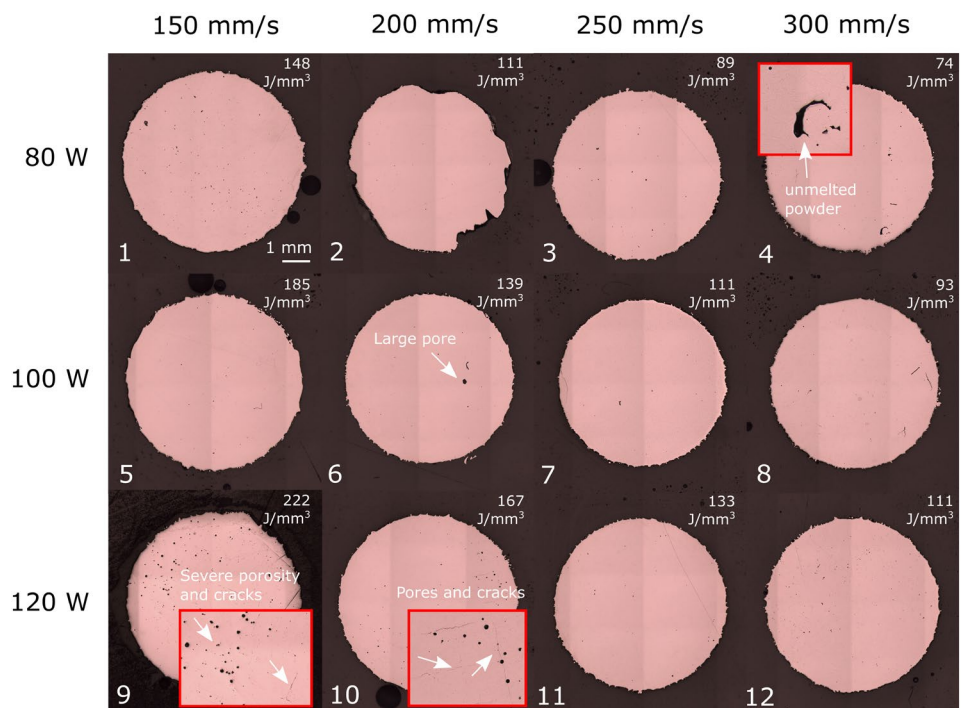 150 mm/s 200 mm/s 250 mm/s 300 mm/s
80 W
148
J/mm³
1
1 mm
111
J/mm³
2
89
J/mm³
3
74
J/mm³
unmelted
powder
4
100 W
185
J/mm³
5
139
J/mm³
Large pore
6
111
J/mm³
7
93
J/mm³
8
120 W
222
J/mm³
Severe porosity
and cracks
9
167
J/mm³
Pores and cracks
10
133
J/mm³
11
111
J/mm³
12